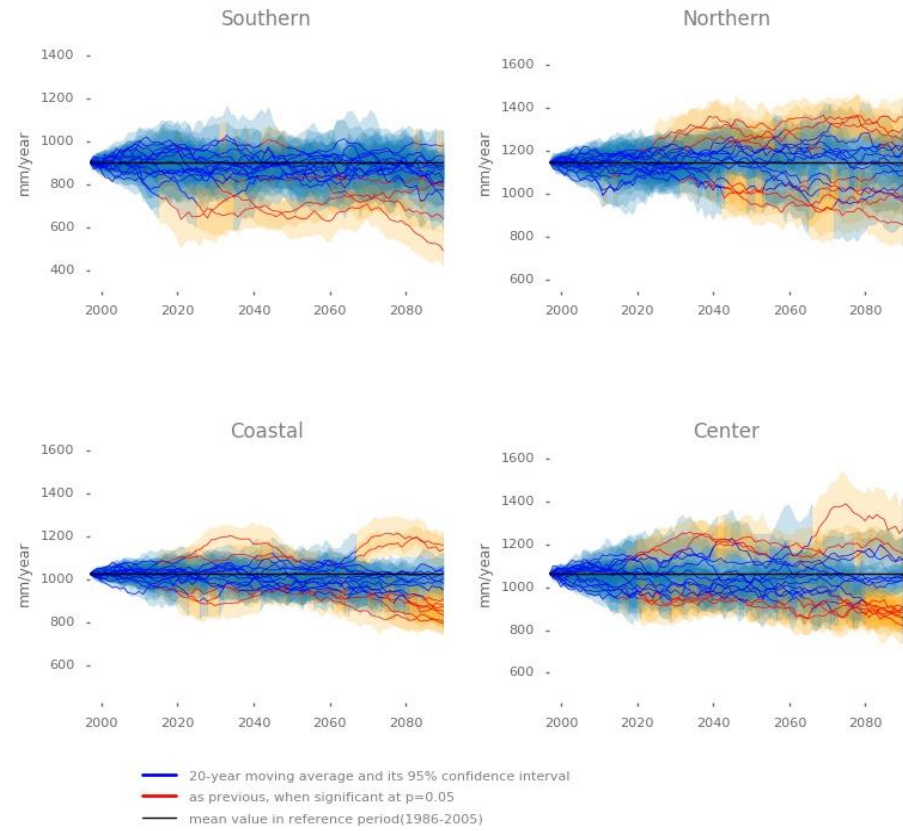 Southern
Northern
1400
1200
1000
800
600
400
mm/year
2000 2020 2040 2060 2080
1600
1400
1200
1000
800
600
mm/year
2000 2020 2040 2060 2080
Coastal
Center
1600
1400
1200
1000
800
600
mm/year
2000 2020 2040 2060 2080
1600
1400
1200
1000
800
600
mm/year
2000 2020 2040 2060 2080
20-year moving average and its 95% confidence interval
as previous, when significant at p=0.05
mean value in reference period(1986-2005)